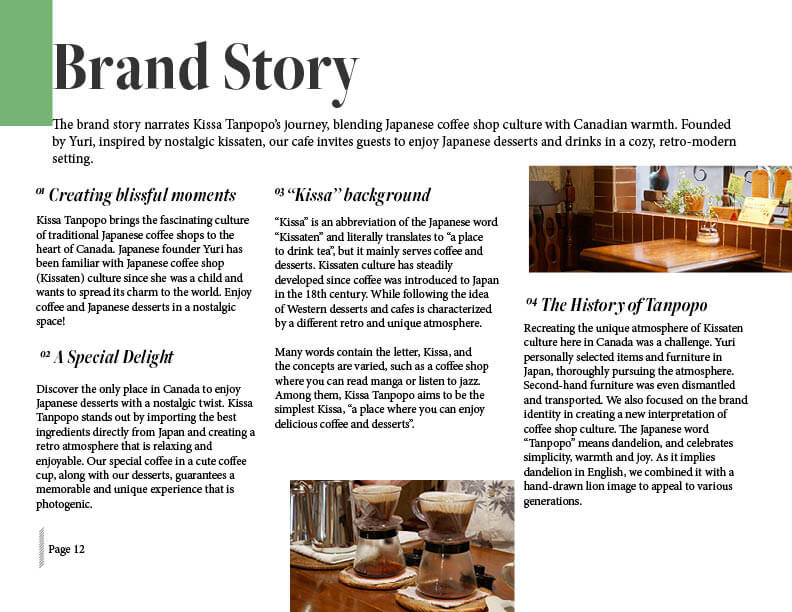 Brand Story
The brand story narrates Kissa Tanpopo’s journey, blending Japanese coffee shop culture with Canadian warmth. Founded
by Yuri, inspired by nostalgic kissaten, our cafe invites guests to enjoy Japanese desserts and drinks in a cozy, retro-modern
setting.
01 Creating blissful moments
Kissa Tanpopo brings the fascinating culture
of traditional Japanese coffee shops to the
heart of Canada. Japanese founder Yuri has
been familiar with Japanese coffee shop
(Kissaten) culture since she was a child and
wants to spread its charm to the world. Enjoy
coffee and Japanese desserts in a nostalgic
space!
02 A Special Delight
Discover the only place in Canada to enjoy
Japanese desserts with a nostalgic twist. Kissa
Tanpopo stands out by importing the best
ingredients directly from Japan and creating a
retro atmosphere that is relaxing and
enjoyable. Our special coffee in a cute coffee
cup, along with our desserts, guarantees a
memorable and unique experience that is
photogenic.
03 “Kissa” background
“Kissa” is an abbreviation of the Japanese word
“Kissaten” and literally translates to “a place
to drink tea”, but it mainly serves coffee and
desserts. Kissaten culture has steadily
developed since coffee was introduced to Japan
in the 18th century. While following the idea
of Western desserts and cafes is characterized
by a different retro and unique atmosphere.
Many words contain the letter, Kissa, and
the concepts are varied, such as a coffee shop
where you can read manga or listen to jazz.
Among them, Kissa Tanpopo aims to be the
simplest Kissa, “a place where you can enjoy
delicious coffee and desserts”.
04 The History of Tanpopo
Recreating the unique atmosphere of Kissaten
culture here in Canada was a challenge. Yuri
personally selected items and furniture in
Japan, thoroughly pursuing the atmosphere.
Second-hand furniture was even dismantled
and transported. We also focused on the brand
identity in creating a new interpretation of
coffee shop culture. The Japanese word
“Tanpopo” means dandelion, and celebrates
simplicity, warmth and joy. As it implies
dandelion in English, we combined it with a
hand-drawn lion image to appeal to various
generations.
Page 12